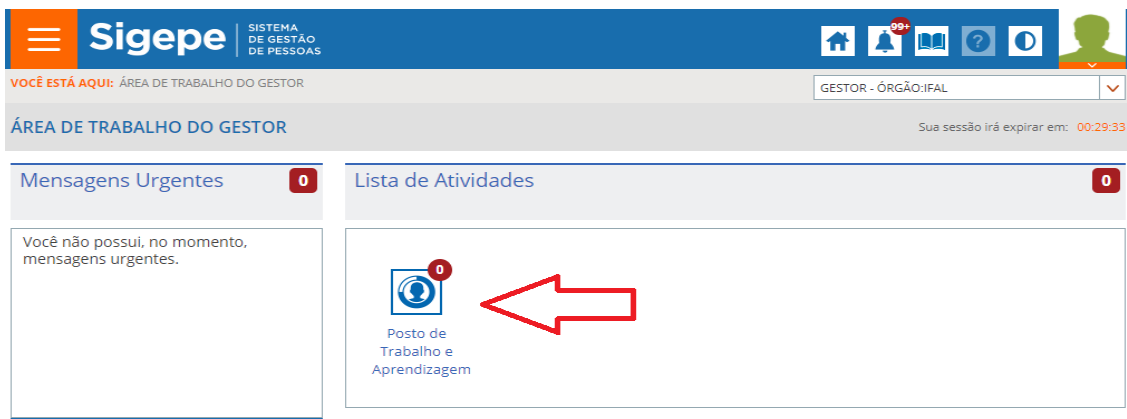 Sigepe
SISTEMA
DE GESTÃO
DE PESSOAS
99+
?
VOCÊ ESTÁ AQUI: ÁREA DE TRABALHO DO GESTOR
GESTOR - ÓRGÃO:IFAL
ÁREA DE TRABALHO DO GESTOR
Sua sessão irá expirar em: 00:29:33
Mensagens Urgentes 0
Lista de Atividades 0
Você não possui, no momento,
mensagens urgentes.
0
Posto de
Trabalho e
Aprendizagem